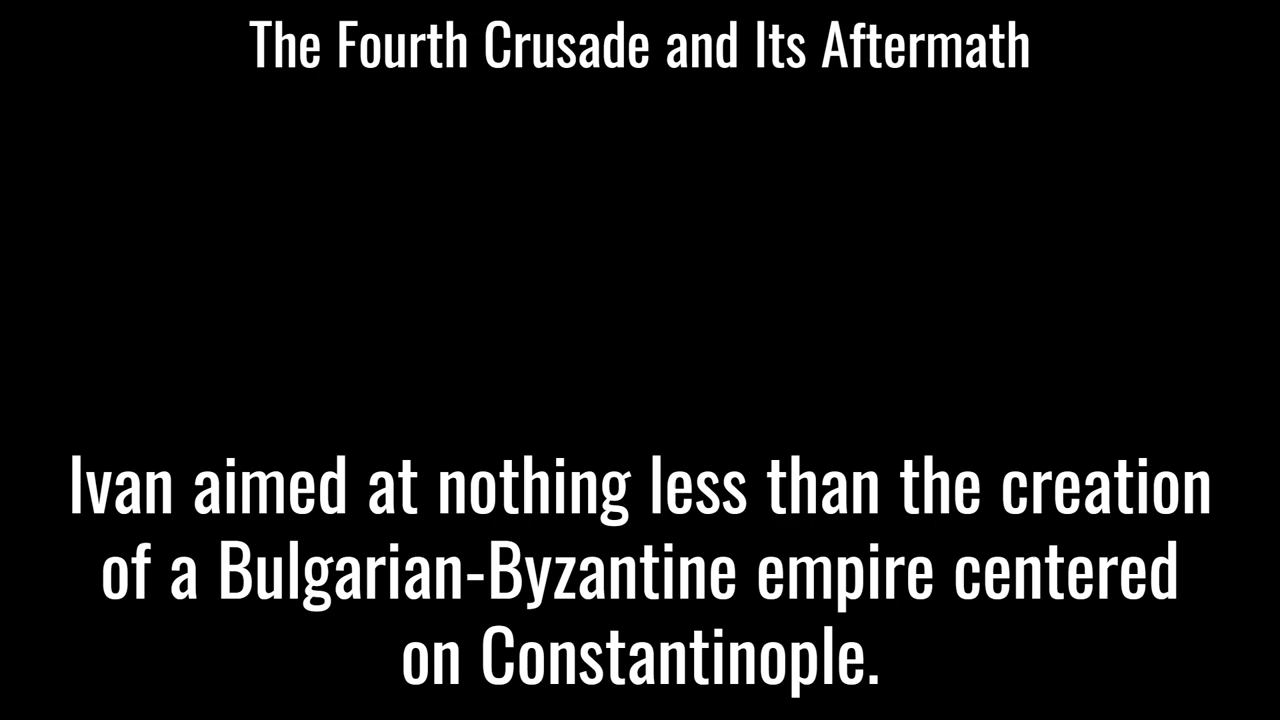 The Fourth Crusade and Its Aftermath
Ivan aimed at nothing less than the creation
of a Bulgarian-Byzantine empire centered
on Constantinople.